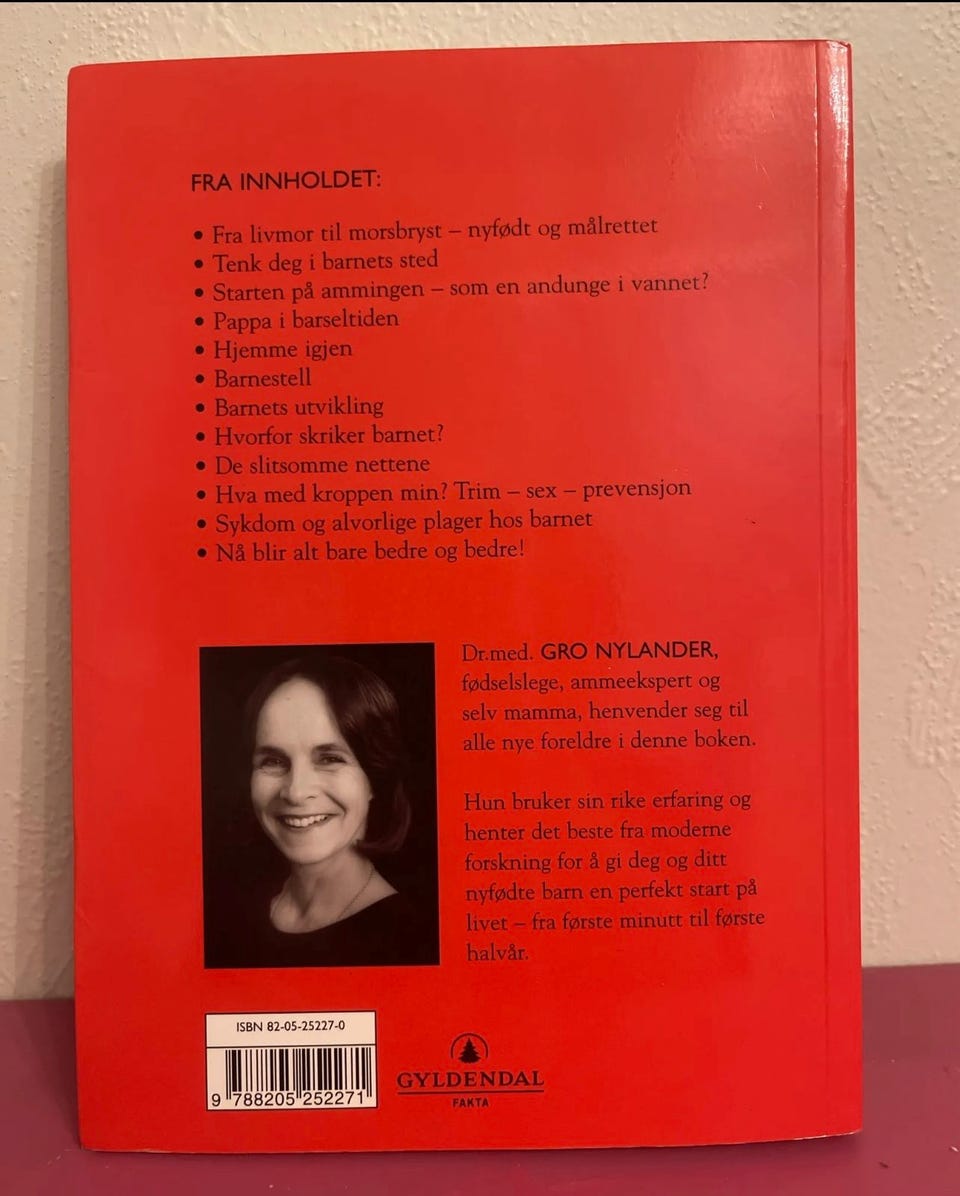 FRA INNHOLDET:
• Fra livmor til morsbryst – nyfødt og målrettet
• Tenk deg i barnets sted
• Starten på ammingen – som en andunge i vannet?
• Pappa i barseltiden
• Hjemme igjen
• Barnestell
• Barnets utvikling
• Hvorfor skriker barnet?
• De slitsomme nettene
• Hva med kroppen min? Trim – sex – prevensjon
• Sykdom og alvorlige plager hos barnet
• Nå blir alt bare bedre og bedre!
Dr.med. GRO NYLANDER,
fødselslege, ammeekspert og
selv mamma, henvender seg til
alle nye foreldre i denne boken.
Hun bruker sin rike erfaring og
henter det beste fra moderne
forskning for å gi deg og ditt
nyfødte barn en perfekt start på
livet – fra første minutt til første
halvår.
ISBN 82-05-25227-0
9 788205 252271
GYLDENDAL
FAKTA